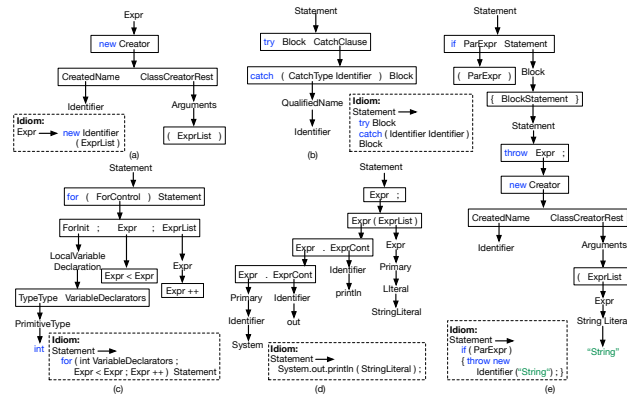 Expr
new Creator
CreatedName ClassCreatorRest
Identifier
Arguments
( ExprList )
Idiom:
Expr new Identifier
( ExprList )
(a)
Statement
try Block CatchClause
catch ( CatchType Identifier ) Block
QualifiedName
Identifier
Idiom:
Statement
try Block
catch ( Identifier Identifier )
Block
(b)
Statement
for ( ForControl ) Statement
ForInit ; Expr ; ExprList
LocalVariable
Declaration
Expr < Expr
Expr
Expr ++
TypeType VariableDeclarators
PrimitiveType
int
Idiom:
Statement
for ( int VariableDeclarators ;
Expr < Expr ; Expr ++ ) Statement
(c)
Statement
Expr ;
Expr ( ExprList )
Expr . ExprCont
Expr
Expr . ExprCont
Identifier
Primary
Primary
Identifier
println
LIteral
Identifier
out
StringLiteral
System
Idiom:
Statement
System.out.println ( StringLiteral ) ;
(d)
Statement
if ParExpr Statement
( ParExpr )
Block
{ BlockStatement }
Statement
throw Expr ;
new Creator
CreatedName ClassCreatorRest
Identifier
Arguments
( ExprList
Expr
String Literal
"String"
Idiom:
Statement
if ( ParExpr )
{ throw new
Identifier ("String") ; }
(e)